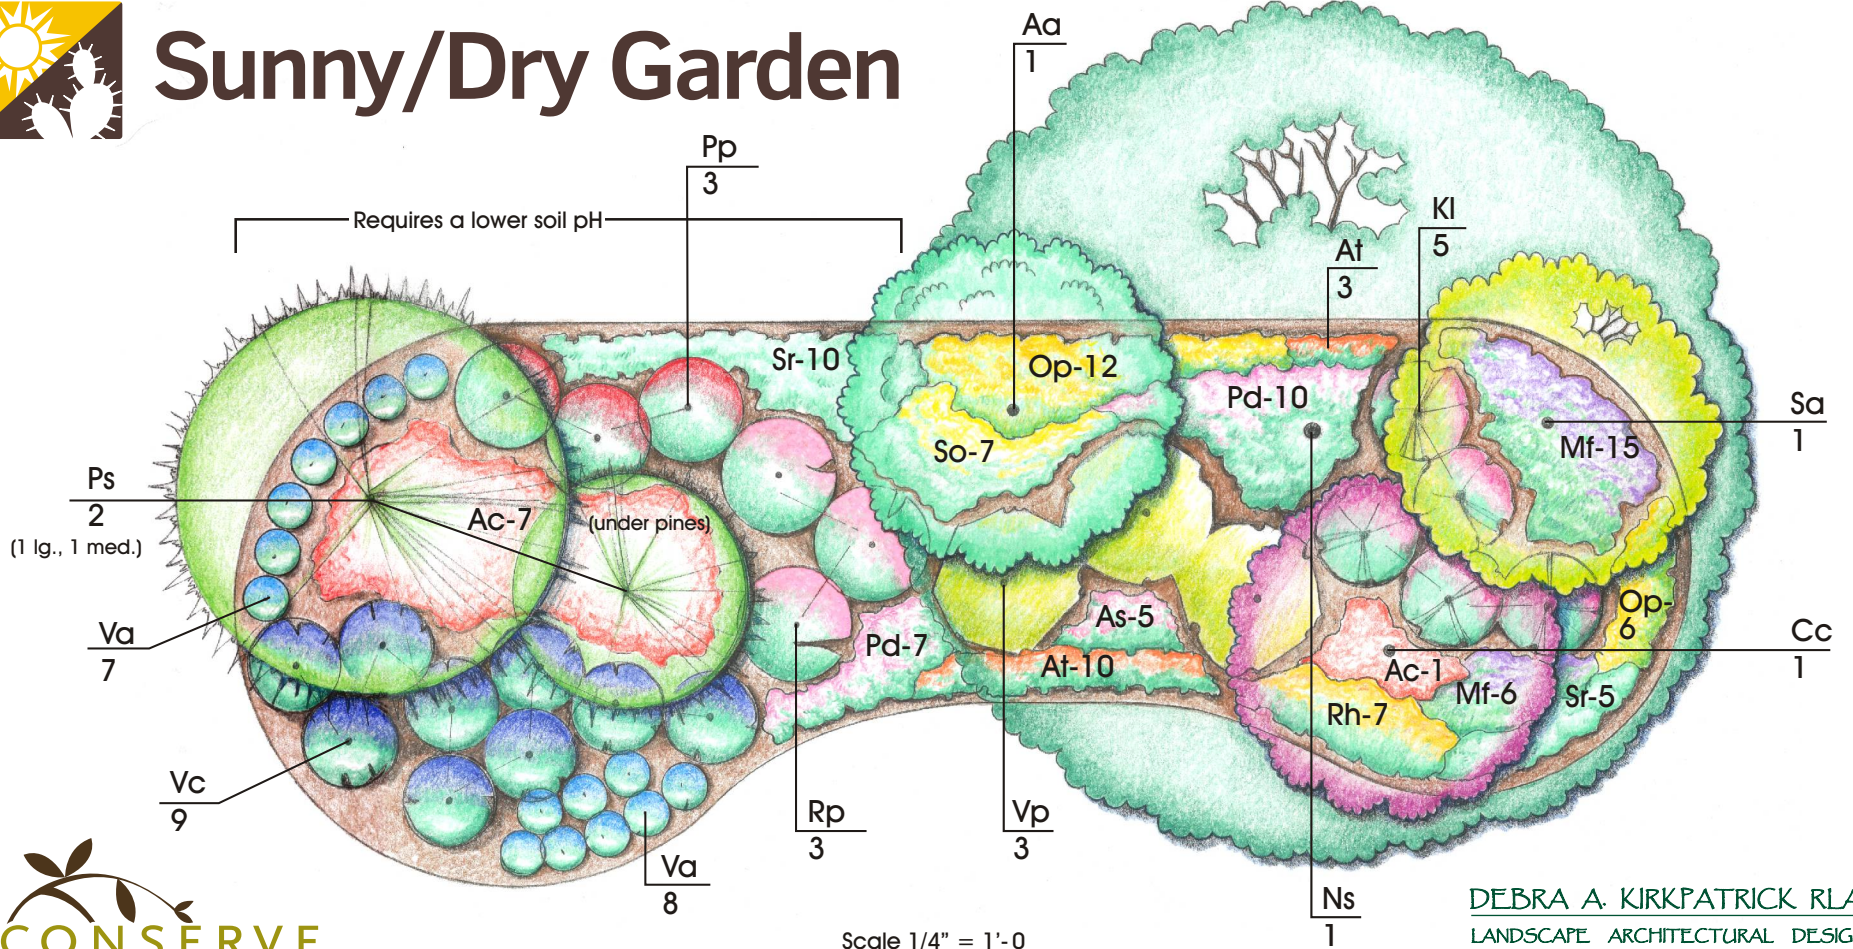 Sunny/Dry Garden
Aa
1
Pp
3
Requires a lower soil pH
Kl
5
At
3
Sr-10
Op-12
Pd-10
Sa
1
So-7
Mf-15
Ps
2
(1 lg., 1 med.)
Ac-7
(under pines)
Va
7
As-5
Pd-7
At-10
Op-
6
Cc
1
Ac-1
Mf-6
Sr-5
Rh-7
Vc
9
Rp
3
Vp
3
Va
8
Ns
1
CONSERVE
Scale 1/4” = 1’-0
DEBRA A. KIRKPATRICK RLA
LANDSCAPE ARCHITECTURAL DESIG